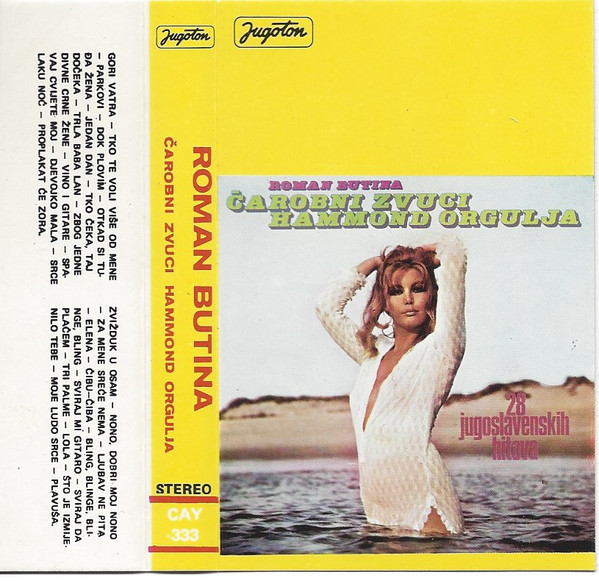 GORI VATRA – TKO TE VOLI VIŠE OD MENE
– PARKOVI – DOK PLOVIM – OTKAD SI TU-
ĐA ŽENA – JEDAN DAN – TKO ČEKA, TAJ
DOČEKA – TRLA BABA LAN – ZBOG JEDNE
DIVNE CRNE ŽENE – VINO I GITARE – SPA-
VAJ CVIJETE MOJ – DJEVOJKO MALA – SRCE
LAKU NOĆ – PROPLAKAT ĆE ZORA.
ZVIŽDUK U OSAM – NONO, DOBRI MOJ NONO
– ZA MENE SREĆE NEMA – LJUBAV NE PITA
– ELENA – ČIBU–ČIBA – BLING, BLINGE, BLI-
NGE, BLING – SVIRAJ MI GITARO – SVIRAJ DA
PLAČEM – TRI PALME – LOLA – ŠTO JE IZMIJE-
NILO TEBE – MOJE LUDO SRCE – PLAVUŠA.
Jugoton
ROMAN BUTINA
ČAROBNI ZVUCI HAMMOND ORGULJA
STEREO
CAY
-333
Jugoton
ROMAN BUTINA
ČAROBNI ZVUCI
HAMMOND ORGULJA
28
jugoslavenskih
hitova